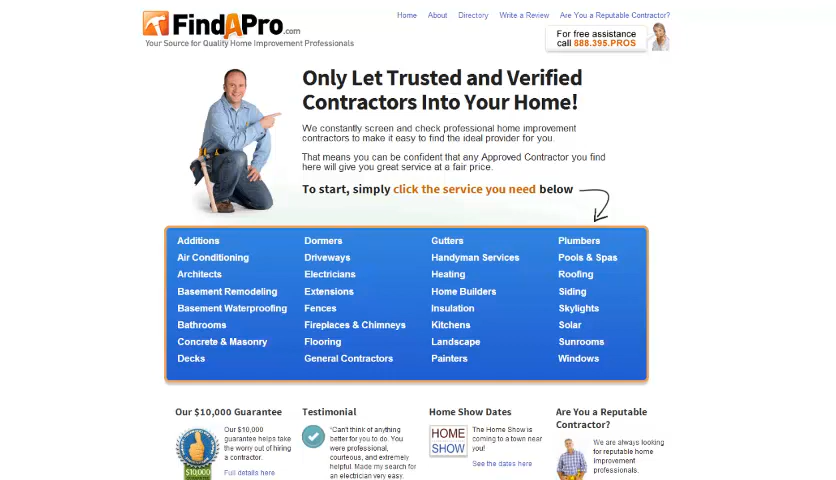 FindAPro.com
Your Source for Quality Home Improvement Professionals
Home About Directory Write a Review Are You a Reputable Contractor?
For free assistance
call 888.395.PROS
Only Let Trusted and Verified
Contractors Into Your Home!
We constantly screen and check professional home improvement
contractors to make it easy to find the ideal provider for you.
That means you can be confident that any Approved Contractor you find
here will give you great service at a fair price.
To start, simply click the service you need below
Additions Dormers Gutters Plumbers
Air Conditioning Driveways Handyman Services Pools & Spas
Architects Electricians Heating Roofing
Basement Remodeling Extensions Home Builders Siding
Basement Waterproofing Fences Insulation Skylights
Bathrooms Fireplaces & Chimneys Kitchens Solar
Concrete & Masonry Flooring Landscape Sunrooms
Decks General Contractors Painters Windows
Our $10,000 Guarantee
$10,000
Our $10,000
guarantee helps take
the worry out of hiring
a contractor.
Full details here
Testimonial
"Can't think of anything
better for you to do. You
were professional,
courteous, and extremely
helpful. Made my search for
an electrician very easy.
Home Show Dates
HOME
SHOW
The Home Show is
coming to a town near
you!
See the dates here
Are You a Reputable
Contractor?
We are always looking
for reputable home
improvement
professionals.